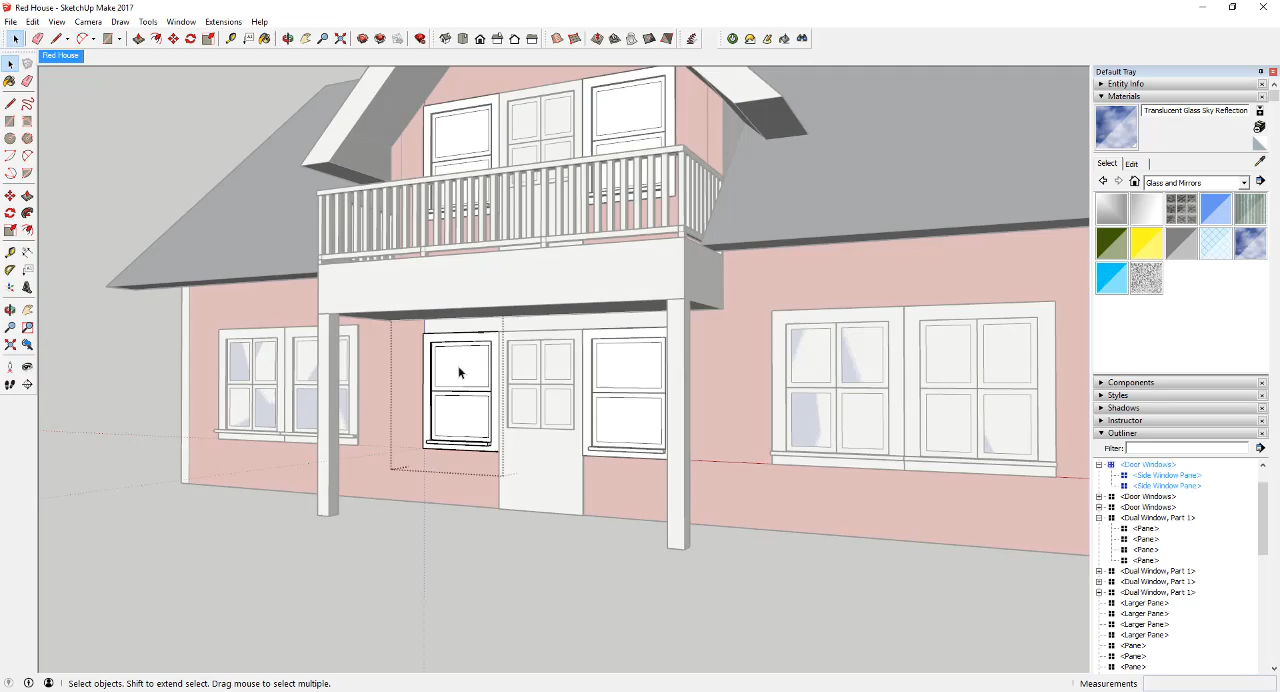 Red House - SketchUp Make 2017
File Edit View Camera Draw Tools Window Extensions Help
Red House
Default Tray
Entity Info
Materials
Translucent Glass Sky Reflection
Select Edit
Glass and Mirrors
Components
Styles
Shadows
Instructor
Outliner
Filter:
<Door Windows>
<Side Window Pane>
<Side Window Pane>
<Door Windows>
<Door Windows>
<Dual Window, Part 1>
<Pane>
<Pane>
<Pane>
<Pane>
<Dual Window, Part 1>
<Dual Window, Part 1>
<Dual Window, Part 1>
<Larger Pane>
<Larger Pane>
<Larger Pane>
<Larger Pane>
<Pane>
<Pane>
<Pane>
Select objects. Shift to extend select. Drag mouse to select multiple.
Measurements